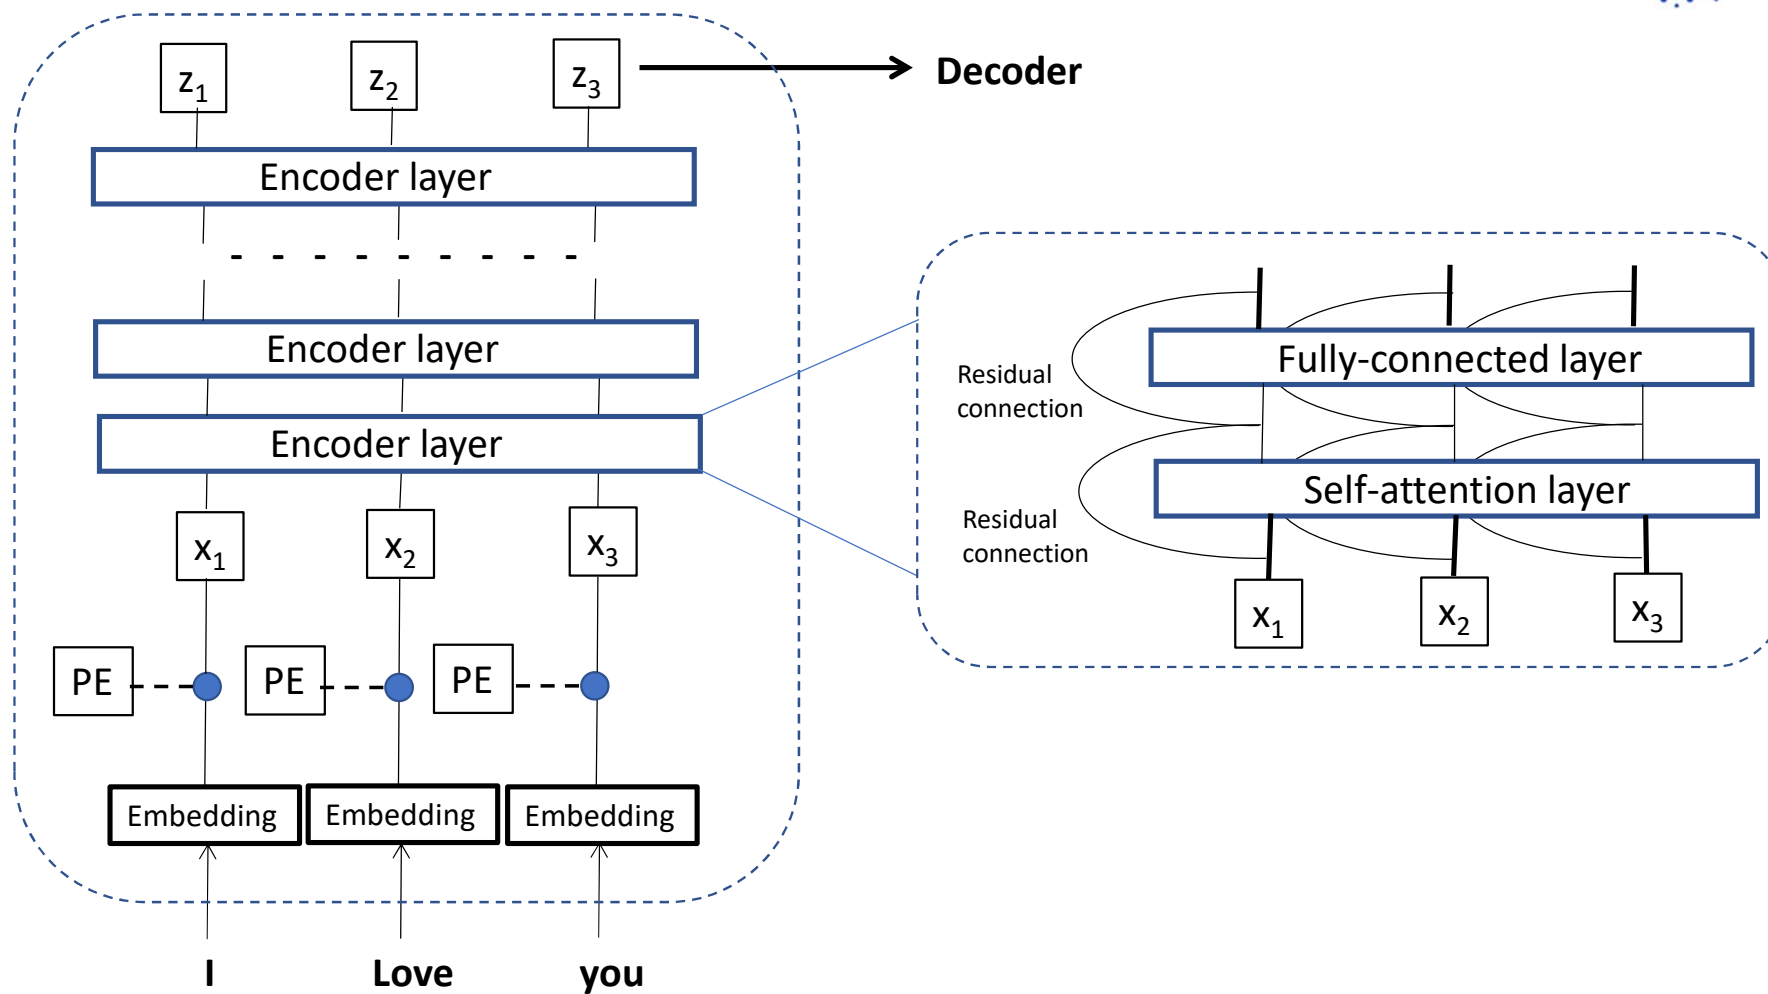 z1 z2 z3 Decoder
Encoder layer
Encoder layer
Encoder layer
x1 x2 x3
PE PE PE
Embedding Embedding Embedding
I Love you
Fully-connected layer
Residual
connection
Self-attention layer
Residual
connection
x1 x2 x3